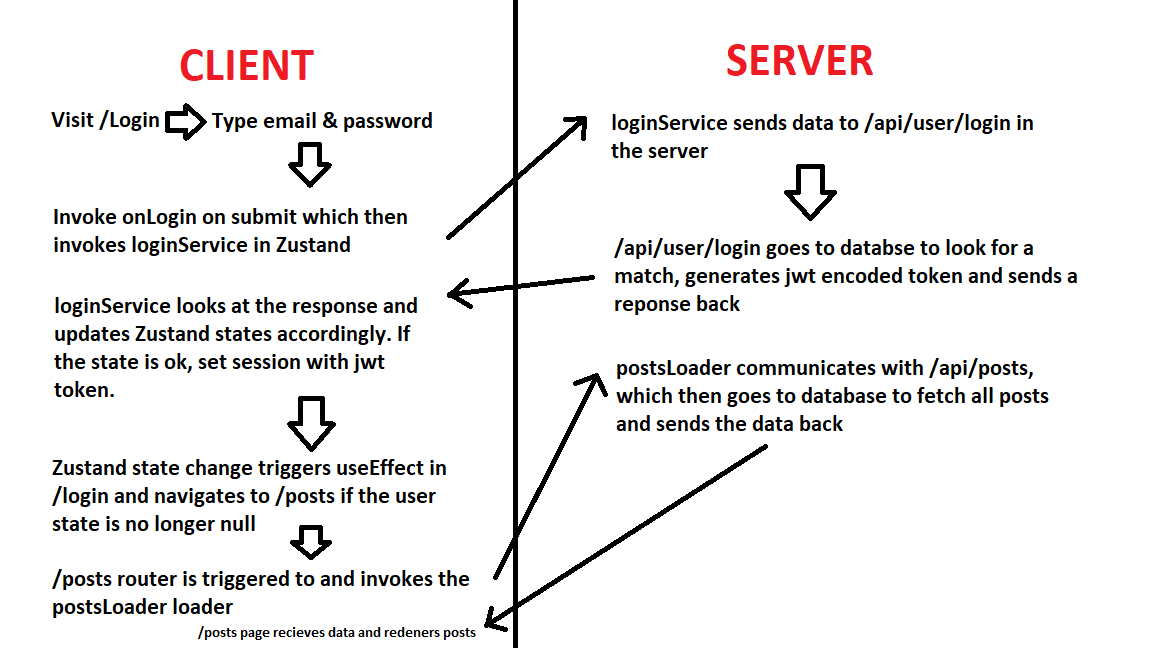 CLIENT
Visit /Login
Type email & password
Invoke onLogin on submit which then
invokes loginService in Zustand
loginService looks at the response and
updates Zustand states accordingly. If
the state is ok, set session with jwt
token.
Zustand state change triggers useEffect in
/login and navigates to /posts if the user
state is no longer null
/posts router is triggered to and invokes the
postsLoader loader
/posts page recieves data and redeners posts
SERVER
loginService sends data to /api/user/login in
the server
/api/user/login goes to databse to look for a
match, generates jwt encoded token and sends a
reponse back
postsLoader communicates with /api/posts,
which then goes to database to fetch all posts
and sends the data back